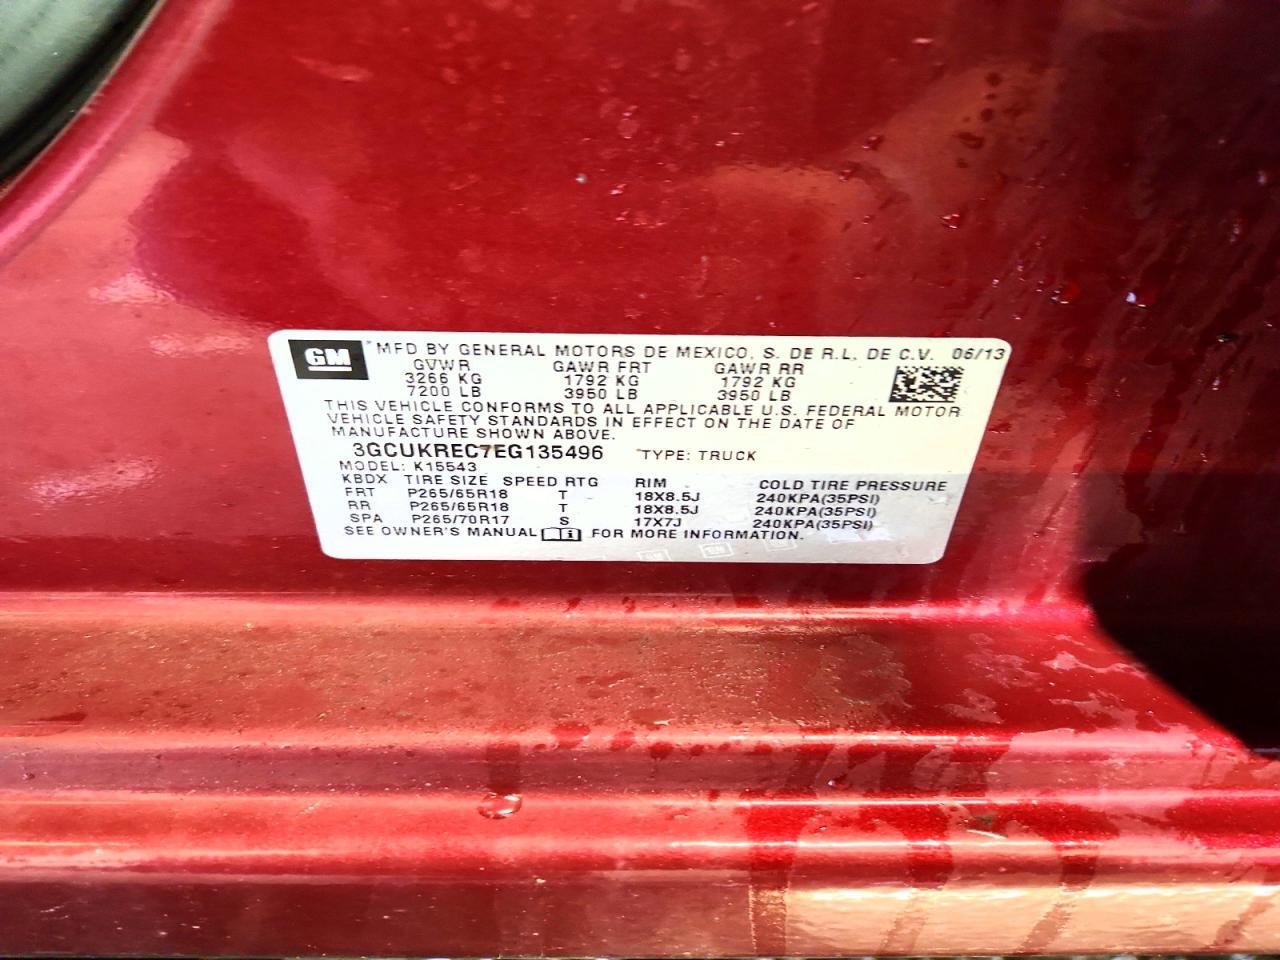 GM MFD BY GENERAL MOTORS DE MEXICO, S. DE R.L. DE C.V. 06/13
GVWR GAWR FRT GAWR RR
3266 KG 1792 KG 1792 KG
7200 LB 3950 LB 3950 LB
THIS VEHICLE CONFORMS TO ALL APPLICABLE U.S. FEDERAL MOTOR
VEHICLE SAFETY STANDARDS IN EFFECT ON THE DATE OF
MANUFACTURE SHOWN ABOVE.
3GCUKREC7EG135496 TYPE: TRUCK
MODEL: K15543
KBDX TIRE SIZE SPEED RTG RIM COLD TIRE PRESSURE
FRT P265/65R18 T 18X8.5J 240KPA(35PSI)
RR P265/65R18 T 18X8.5J 240KPA(35PSI)
SPA P265/70R17 S 17X7J 240KPA(35PSI)
SEE OWNER'S MANUAL FOR MORE INFORMATION.
GM GM GM